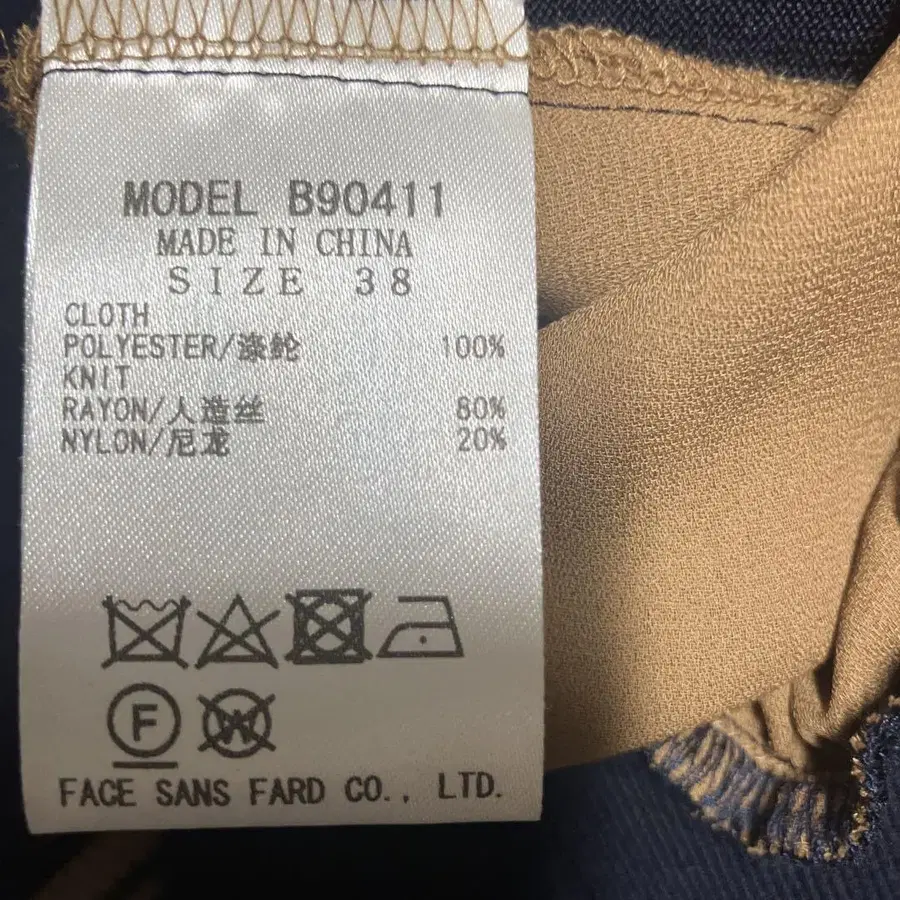 MODEL B90411
MADE IN CHINA
SIZE 38
CLOTH
POLYESTER/涤纶 100%
KNIT
RAYON/人造丝 80%
NYLON/尼龙 20%
F W
FACE SANS FARD CO., LTD.